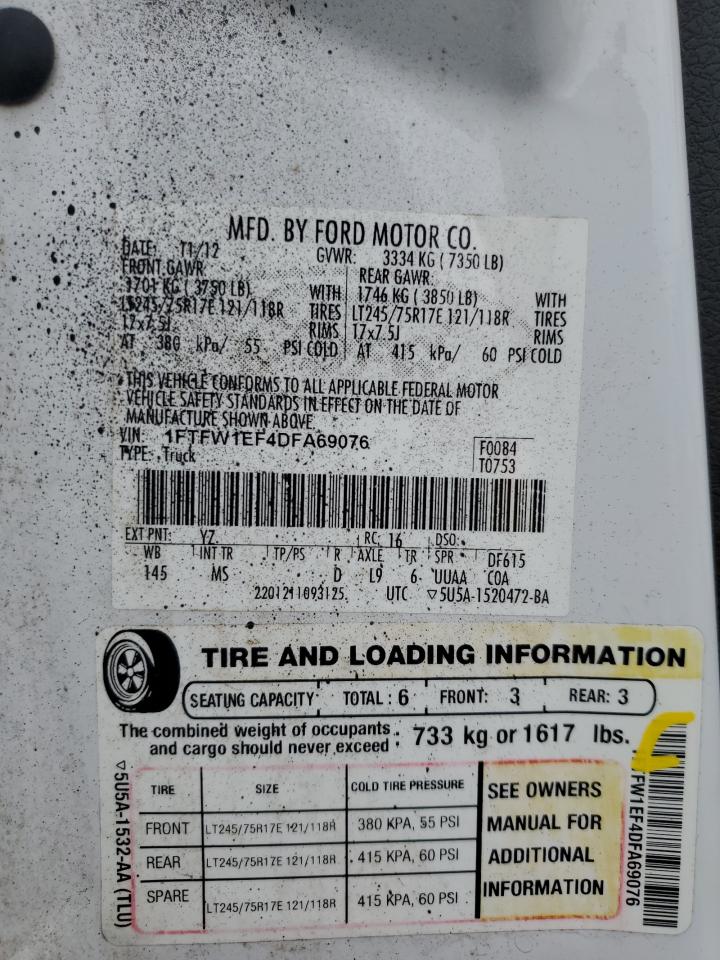 MFD. BY FORD MOTOR CO.
DATE: 11/12 GVWR: 3334 KG ( 7350 LB)
FRONT GAWR: REAR GAWR:
1701 KG ( 3750 LB) WITH 1746 KG ( 3850 LB) WITH
LT245/75R17E 121/118R TIRES LT245/75R17E 121/118R TIRES
17x7.5J RIMS 17x7.5J RIMS
AT 380 kPa/ 55 PSI COLD AT 415 kPa/ 60 PSI COLD
THIS VEHICLE CONFORMS TO ALL APPLICABLE FEDERAL MOTOR
VEHICLE SAFETY STANDARDS IN EFFECT ON THE DATE OF
MANUFACTURE SHOWN ABOVE.
VIN: 1FTFW1EF4DFA69076 F0084
TYPE: Truck T0753
EXT PNT: YZ RC: 16 DSO:
WB INT TR TP/PS R AXLE TR SPR DF615
145 MS D L9 6 UUAA COA
2201211093125 UTC ▽5U5A-1520472-BA
TIRE AND LOADING INFORMATION
SEATING CAPACITY TOTAL : 6 FRONT: 3 REAR: 3
The combined weight of occupants
and cargo should never exceed : 733 kg or 1617 lbs.
TIRE SIZE COLD TIRE PRESSURE
FRONT LT245/75R17E 121/118R 380 KPA, 55 PSI
REAR LT245/75R17E 121/118R 415 KPA, 60 PSI
SPARE LT245/75R17E 121/118R 415 KPA, 60 PSI
SEE OWNERS
MANUAL FOR
ADDITIONAL
INFORMATION
▽5U5A-1532-AA (TLU)
FW1EF4DFA69076